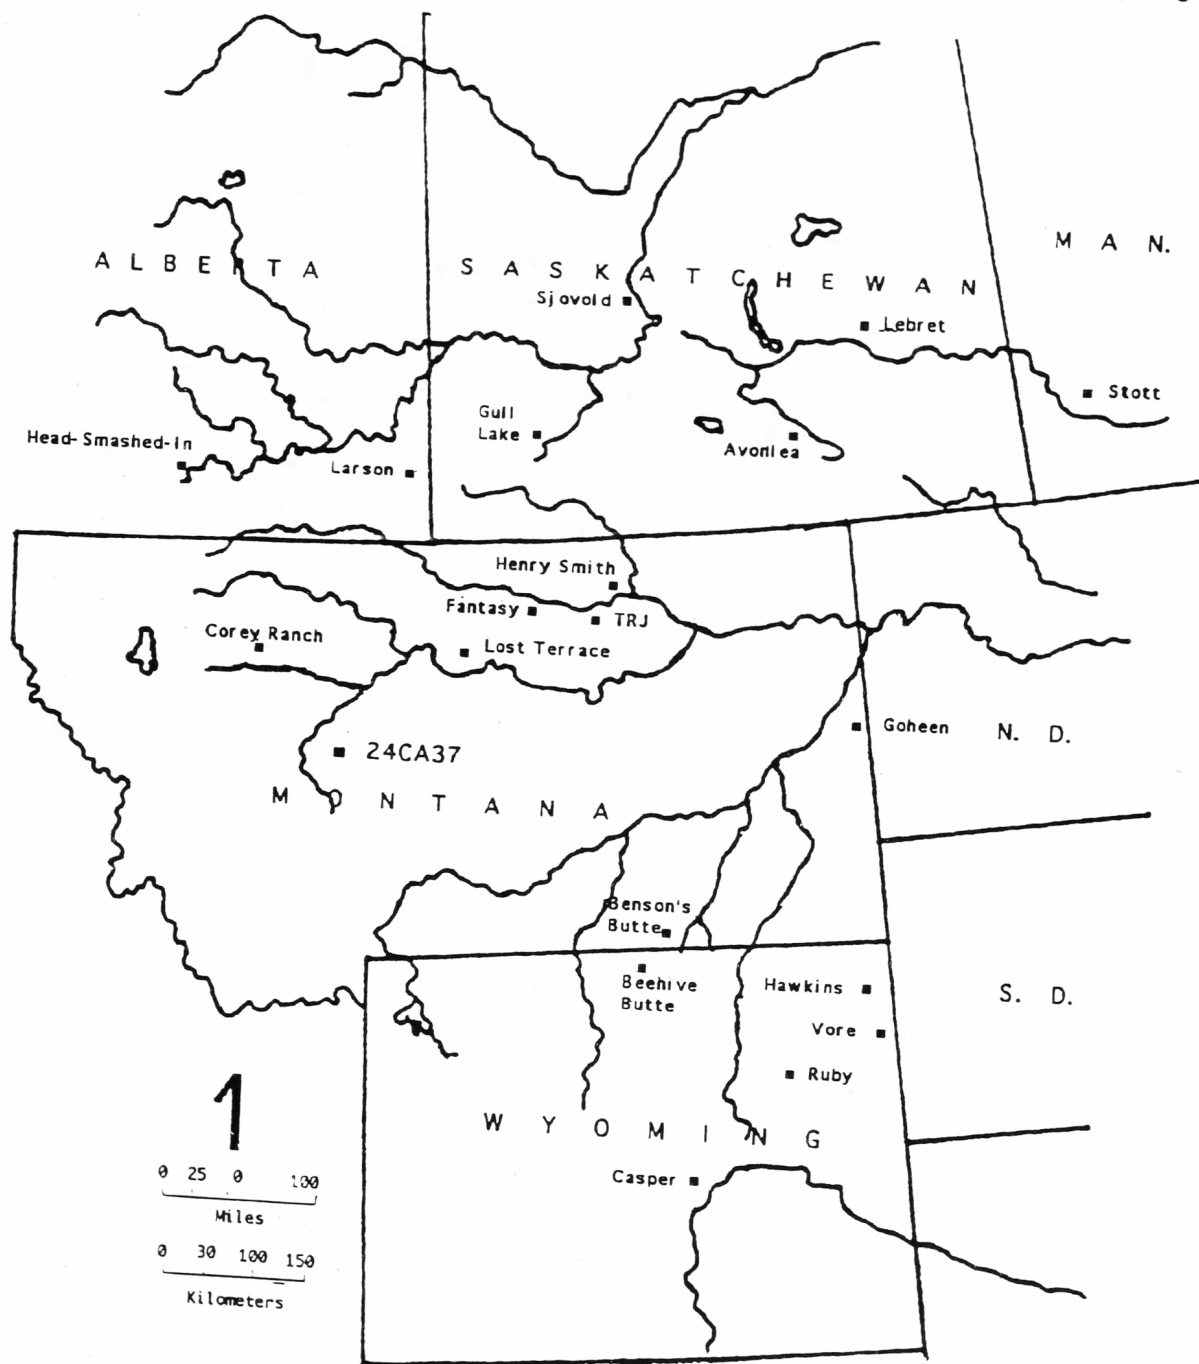 ALBERTA
SASKATCHEWAN
MAN.
Sjovold
Lebret
Stott
Gull
Lake
Avonlea
Head-Smashed-In
Larson
Henry Smith
Fantasy
TRJ
Corey Ranch
Lost Terrace
24CA37
Goheen
N. D.
MONTANA
Benson's
Butte
Beehive
Butte
Hawkins
S. D.
Vore
Ruby
1
WYOMING
Casper
0 25 0 100
Miles
0 30 100 150
Kilometers